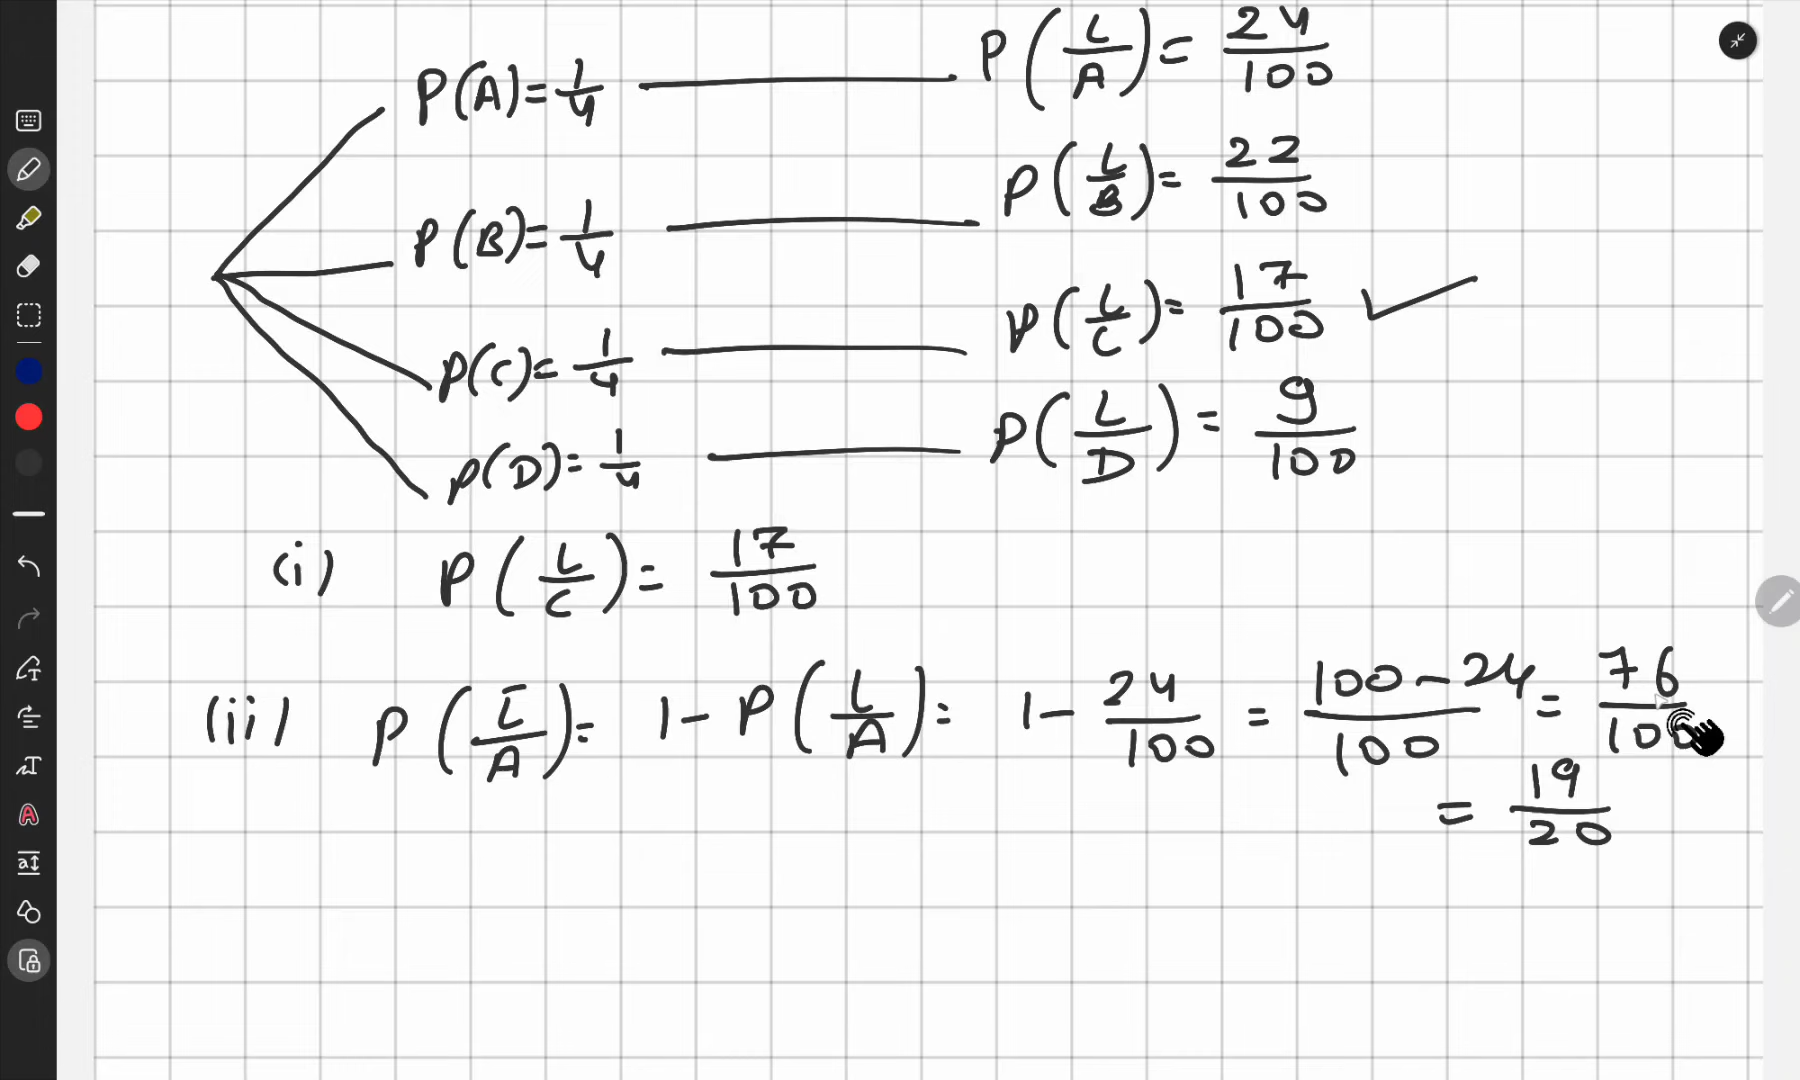 P(A) = 1/4 —— P(L/A) = 24/100
P(B) = 1/4 —— P(L/B) = 22/100
P(C) = 1/4 —— P(L/C) = 17/100 ✓
P(D) = 1/4 —— P(L/D) = 9/100
(i) P(L/C) = 17/100
(ii) P(L̅/A) = 1 - P(L/A) = 1 - 24/100 = (100 - 24)/100 = 76/100
= 19/20